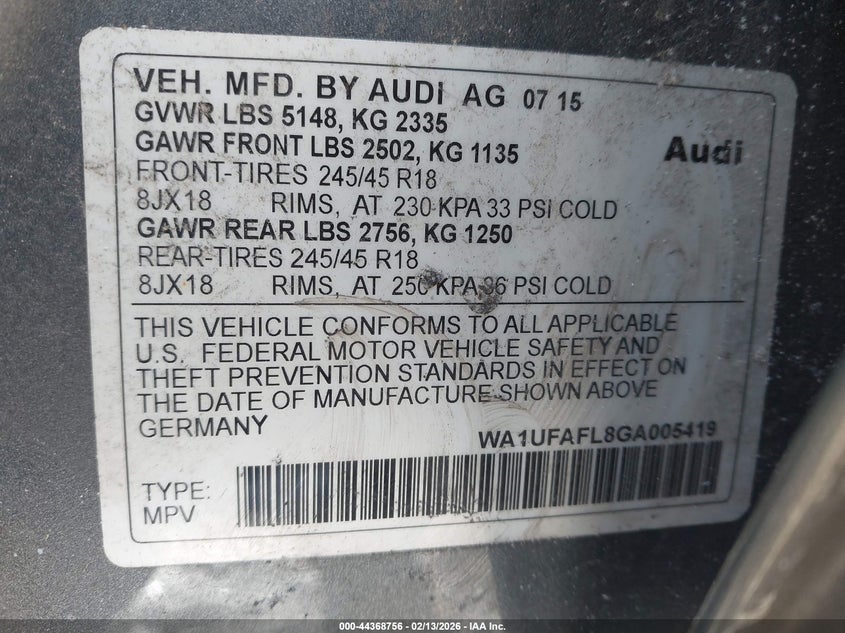 VEH. MFD. BY AUDI AG 07 15
GVWR LBS 5148, KG 2335
GAWR FRONT LBS 2502, KG 1135
Audi
FRONT-TIRES 245/45 R18
8JX18 RIMS, AT 230 KPA 33 PSI COLD
GAWR REAR LBS 2756, KG 1250
REAR-TIRES 245/45 R18
8JX18 RIMS, AT 250 KPA 36 PSI COLD
THIS VEHICLE CONFORMS TO ALL APPLICABLE
U.S. FEDERAL MOTOR VEHICLE SAFETY AND
THEFT PREVENTION STANDARDS IN EFFECT ON
THE DATE OF MANUFACTURE SHOWN ABOVE
GERMANY
WA1UFAFL8GA005419
TYPE:
MPV
000-44368756 - 02/13/2026 - IAA Inc.